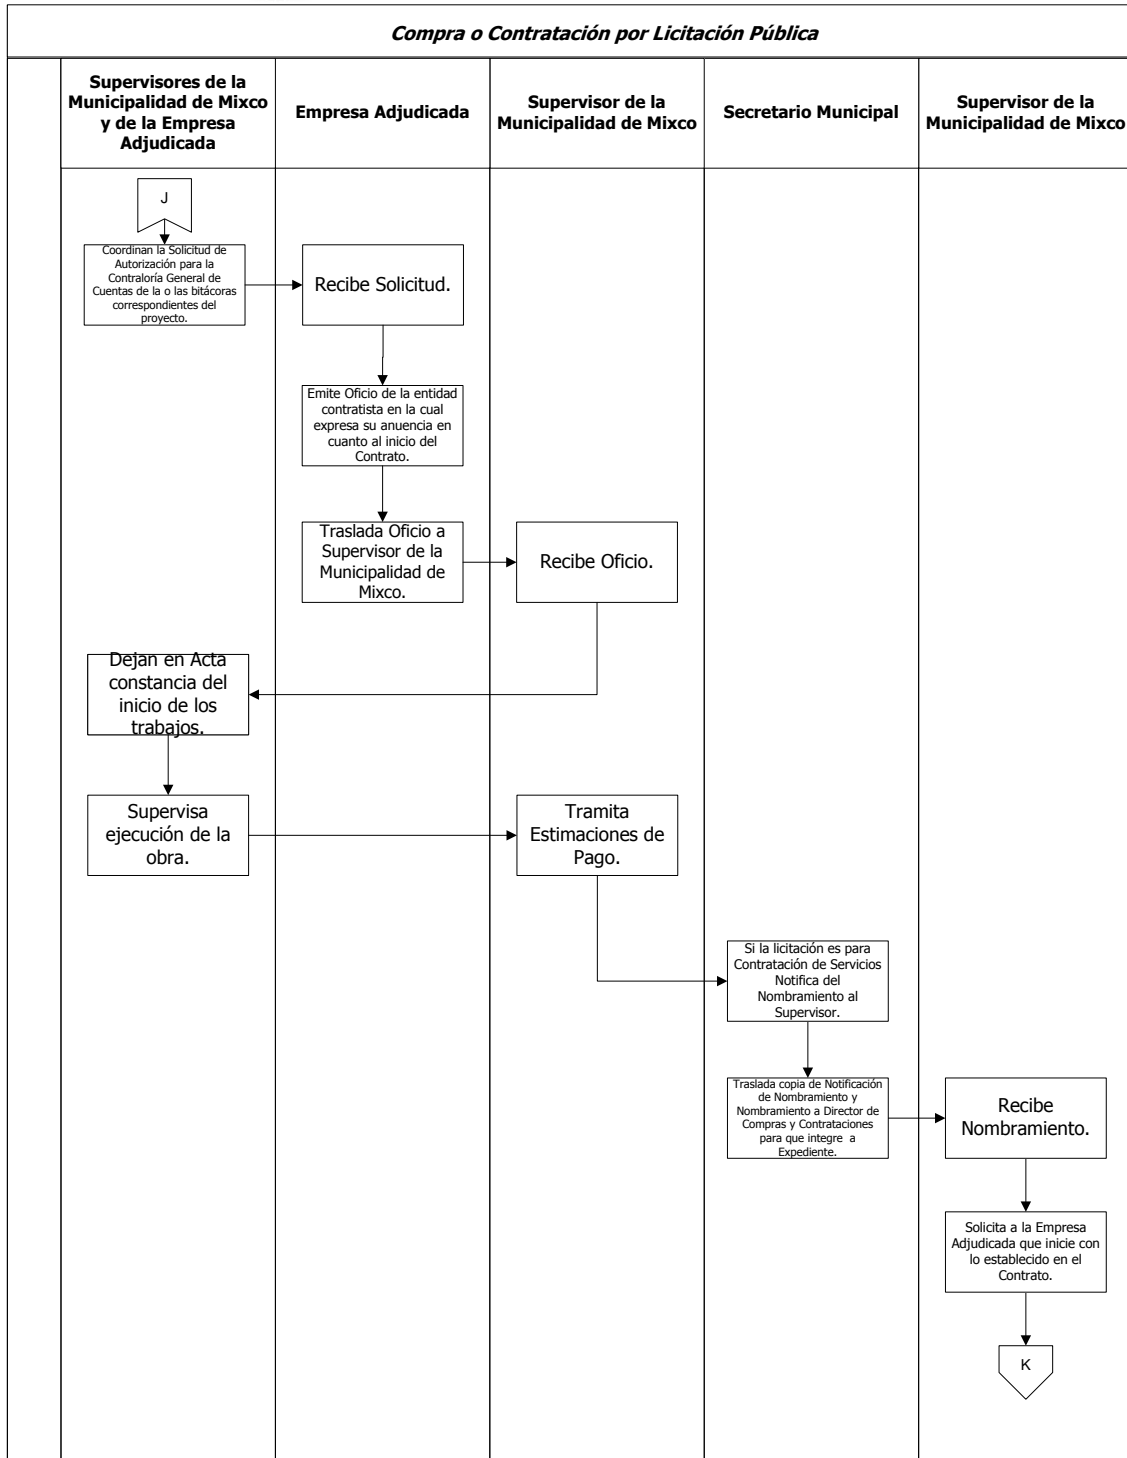 Compra o Contratación por Licitación Pública
Supervisores de la
Municipalidad de Mixco
y de la Empresa
Adjudicada
Empresa Adjudicada
Supervisor de la
Municipalidad de Mixco
Secretario Municipal
Supervisor de la
Municipalidad de Mixco
J
Coordinan la Solicitud de
Autorización para la
Contraloría General de
Cuentas de la o las bitácoras
correspondientes del
proyecto.
Recibe Solicitud.
Emite Oficio de la entidad
contratista en la cual
expresa su anuencia en
cuanto al inicio del
Contrato.
Traslada Oficio a
Supervisor de la
Municipalidad de
Mixco.
Recibe Oficio.
Dejan en Acta
constancia del
inicio de los
trabajos.
Supervisa
ejecución de la
obra.
Tramita
Estimaciones de
Pago.
Si la licitación es para
Contratación de Servicios
Notifica del
Nombramiento al
Supervisor.
Traslada copia de Notificación
de Nombramiento y
Nombramiento a Director de
Compras y Contrataciones
para que integre a
Expediente.
Recibe
Nombramiento.
Solicita a la Empresa
Adjudicada que inicie con
lo establecido en el
Contrato.
K